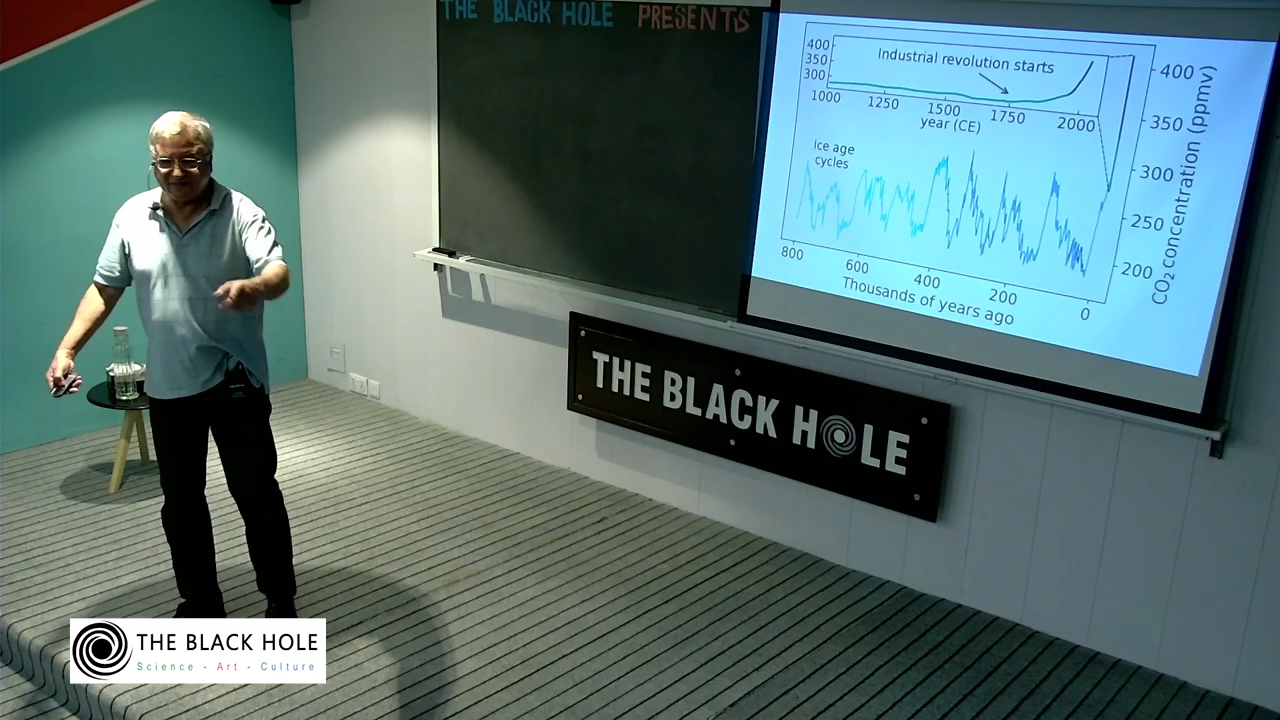 THE BLACK HOLE PRESENTS
400
350
300
Industrial revolution starts
1000 1250 1500 1750 2000
year (CE)
Ice age
cycles
400
350
300
250
200
CO₂ concentration (ppmv)
800 600 400 200 0
Thousands of years ago
THE BLACK HOLE
THE BLACK HOLE
Science - Art - Culture